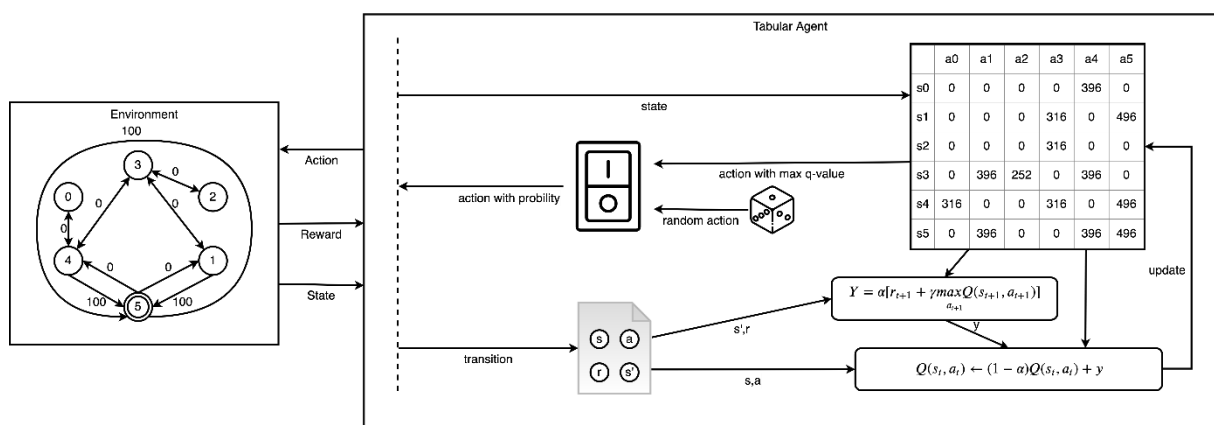 Tabular Agent
a0 a1 a2 a3 a4 a5
s0 0 0 0 0 396 0
s1 0 0 0 316 0 496
s2 0 0 0 316 0 0
s3 0 396 252 0 396 0
s4 316 0 0 316 0 496
s5 0 396 0 0 396 496
Environment
100
3
0
2
0
0
0
0
4
0
0
1
100
5
100
Action
Reward
State
state
action with max q-value
action with probility
random action
update
transition
s a
r s'
s',r
s,a
Y = α[r_{t+1} + γmaxQ(s_{t+1}, a_{t+1})]
a_{t+1}
y
Q(s_t, a_t) ← (1 − α)Q(s_t, a_t) + y